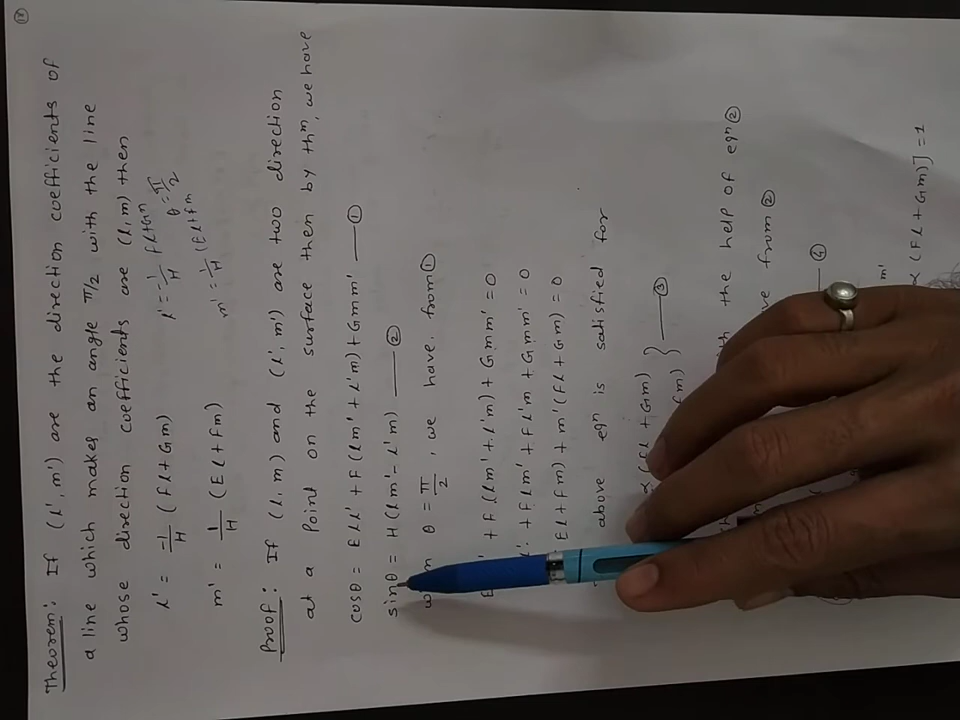 12
Theorem: If (l', m') are the direction coefficients of
a line which makes an angle π/2 with the line
whose direction coefficients are (l, m) then
l' = -1/H (Fl + Gm) l' = -1/H Fl+Gm
θ = π/2
m' = 1/H (El + Fm) m' = 1/H (El+Fm
Proof: If (l, m) and (l', m') are two direction
at a Point on the surface then by thᵐ, we have
cosθ = Ell' + F(lm' + l'm) + Gmm' — ①
sinθ = H (lm' - l'm) — ②
θ = π/2, we have from ①
' + F(lm' + l'm) + Gmm' = 0
l' + Flm' + Fl'm + Gmm' = 0
El + Fm) + m'(Fl + Gm) = 0
above eqⁿ is satisfied for
α (Fl + Gm)
Fm) } — ③
the help of eqⁿ ②
from ②
— ④
m'
α (Fl + Gm)] = 1